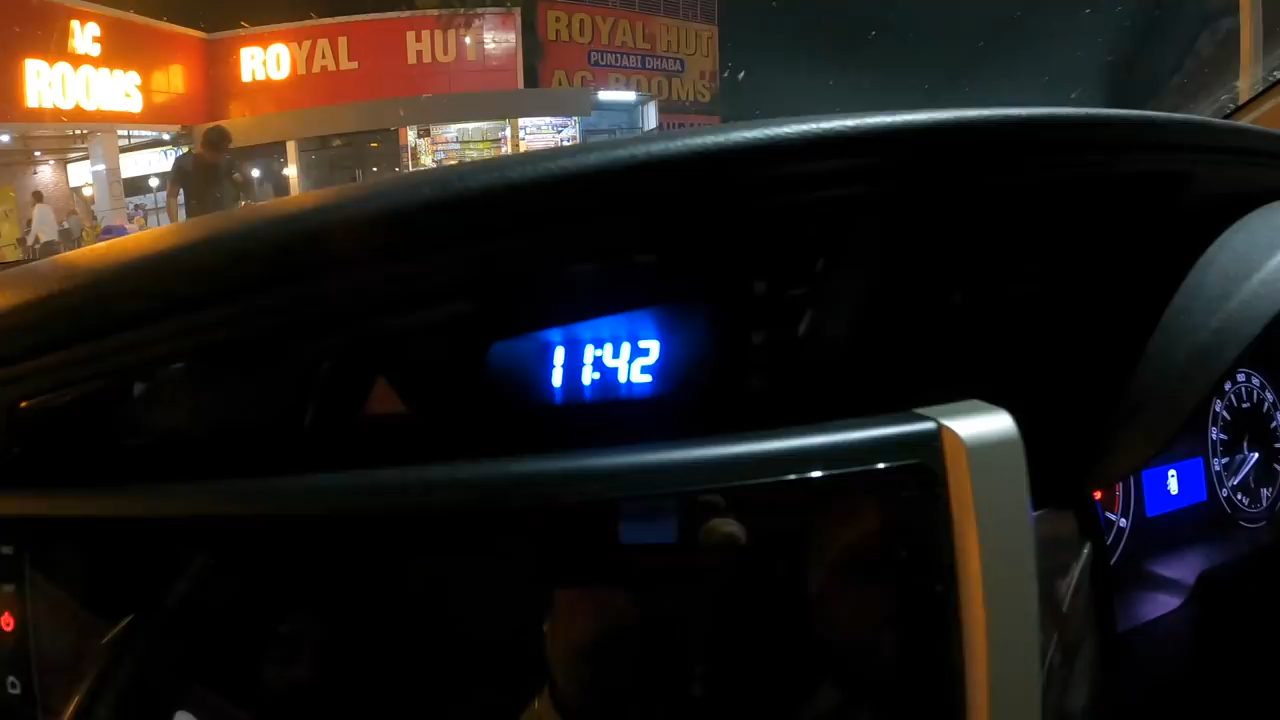 AC
ROOMS
ROYAL HUT
ROYAL HUT
PUNJABI DHABA
AC ROOMS
11:42